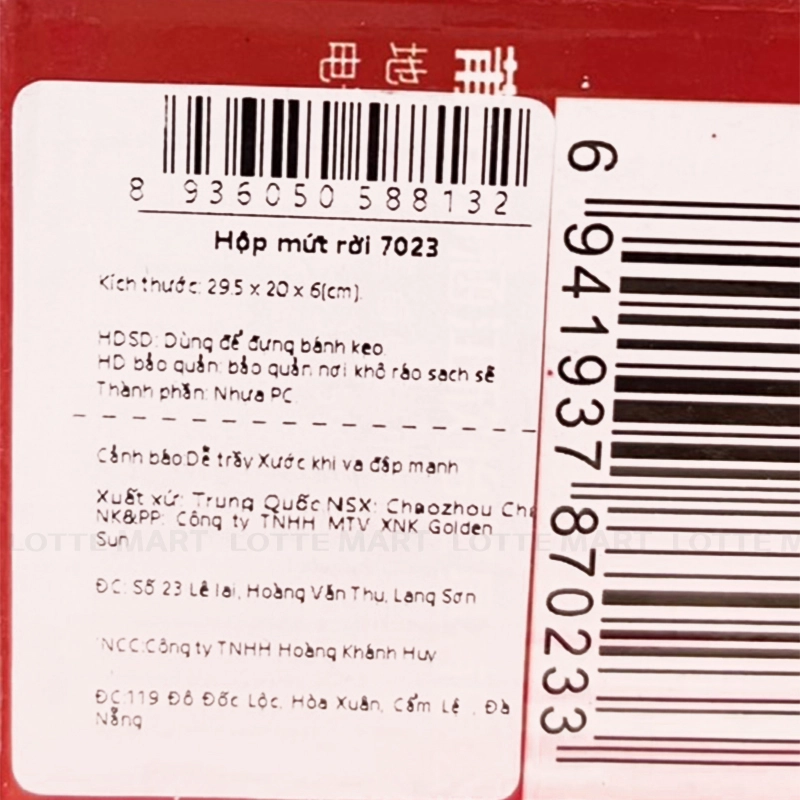 8 936050 588132
Hộp mứt rời 7023
Kích thước: 29.5 x 20 x 6(cm).
HDSD: Dùng để đựng bánh kẹo.
HD bảo quản: bảo quản nơi khô ráo sạch sẽ
Thành phần: Nhựa PC.
Cảnh báo:Dễ trầy Xước khi va đập mạnh
Xuất xứ: Trung Quốc NSX: Chaozhou Cha
NK&PP: Công ty TNHH MTV XNK Golden
Sun
ĐC: Số 23 Lê lai, Hoàng Văn Thụ, Lạng Sơn
NCC:Công ty TNHH Hoàng Khánh Huy
ĐC:119 Đô Đốc Lộc, Hòa Xuân, Cẩm Lệ , Đà
Nẵng
6 941937 870233
LOTTE MART LOTTE MART LOTTE MART LOTTE M